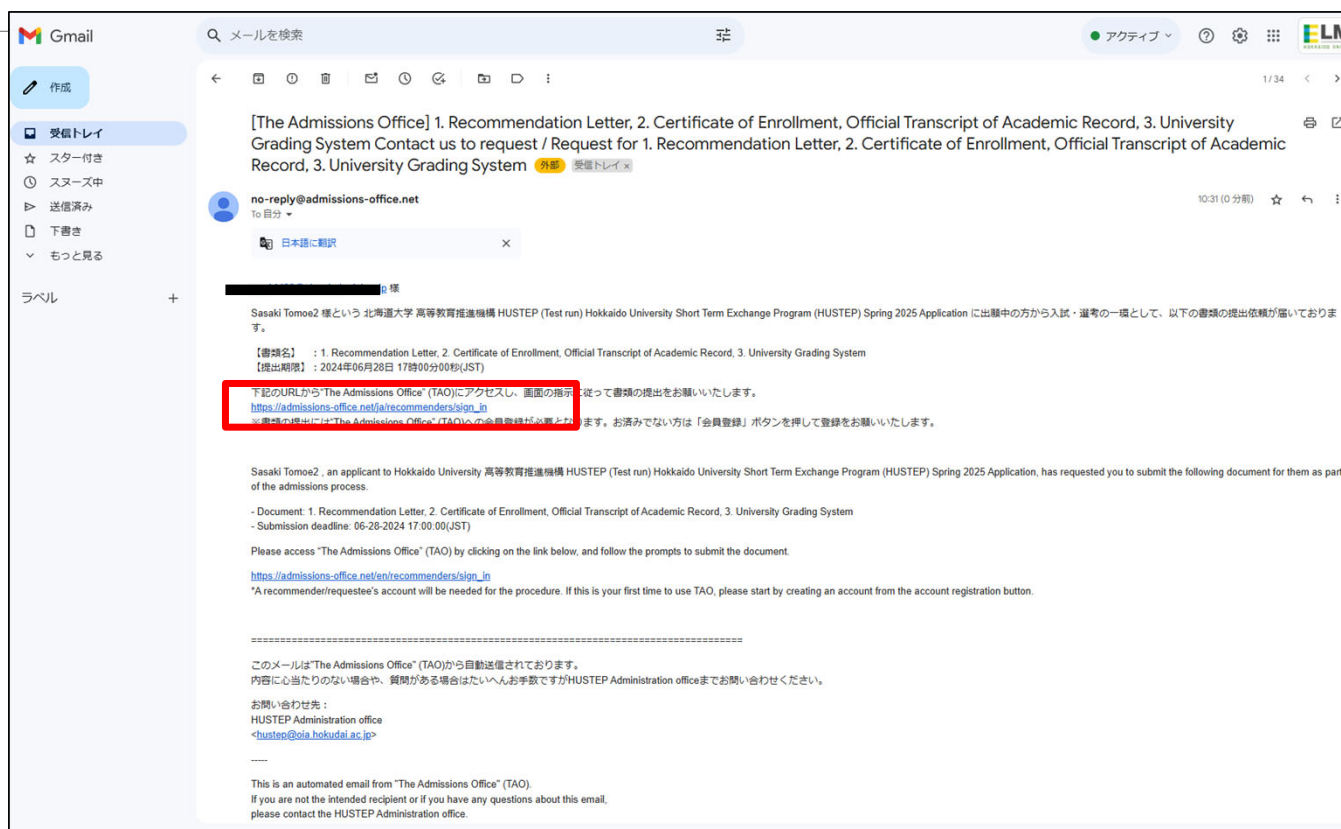 Gmail
メールを検索
アクティブ
作成
1/34
受信トレイ
スター付き
スヌーズ中
送信済み
下書き
もっと見る
ラベル
[The Admissions Office] 1. Recommendation Letter, 2. Certificate of Enrollment, Official Transcript of Academic Record, 3. University
Grading System Contact us to request / Request for 1. Recommendation Letter, 2. Certificate of Enrollment, Official Transcript of Academic
Record, 3. University Grading System 外部 受信トレイ ×
no-reply@admissions-office.net
10:31 (0 分前)
To 自分
日本語に翻訳
様
Sasaki Tomoe2 様という 北海道大学 高等教育推進機構 HUSTEP (Test run) Hokkaido University Short Term Exchange Program (HUSTEP) Spring 2025 Application に出願中の方から入試・選考の一環として、以下の書類の提出依頼が届いておりま
す。
【書類名】 : 1. Recommendation Letter, 2. Certificate of Enrollment, Official Transcript of Academic Record, 3. University Grading System
【提出期限】 : 2024年06月28日 17時00分00秒(JST)
下記のURLから"The Admissions Office" (TAO)にアクセスし、画面の指示に従って書類の提出をお願いいたします。
https://admissions-office.net/ja/recommenders/sign_in
※書類の提出には"The Admissions Office" (TAO)への会員登録が必要となります。お済みでない方は「会員登録」ボタンを押して登録をお願いいたします。
Sasaki Tomoe2 , an applicant to Hokkaido University 高等教育推進機構 HUSTEP (Test run) Hokkaido University Short Term Exchange Program (HUSTEP) Spring 2025 Application, has requested you to submit the following document for them as part
of the admissions process.
- Document: 1. Recommendation Letter, 2. Certificate of Enrollment, Official Transcript of Academic Record, 3. University Grading System
- Submission deadline: 06-28-2024 17:00:00(JST)
Please access "The Admissions Office" (TAO) by clicking on the link below, and follow the prompts to submit the document.
https://admissions-office.net/en/recommenders/sign_in
*A recommender/requestee's account will be needed for the procedure. If this is your first time to use TAO, please start by creating an account from the account registration button.
=====================================================================================
このメールは"The Admissions Office" (TAO)から自動送信されております。
内容に心当たりのない場合や、質問がある場合はたいへんお手数ですがHUSTEP Administration officeまでお問い合わせください。
お問い合わせ先：
HUSTEP Administration office
<hustep@oia.hokudai.ac.jp>
-----
This is an automated email from "The Admissions Office" (TAO).
If you are not the intended recipient or if you have any questions about this email,
please contact the HUSTEP Administration office.